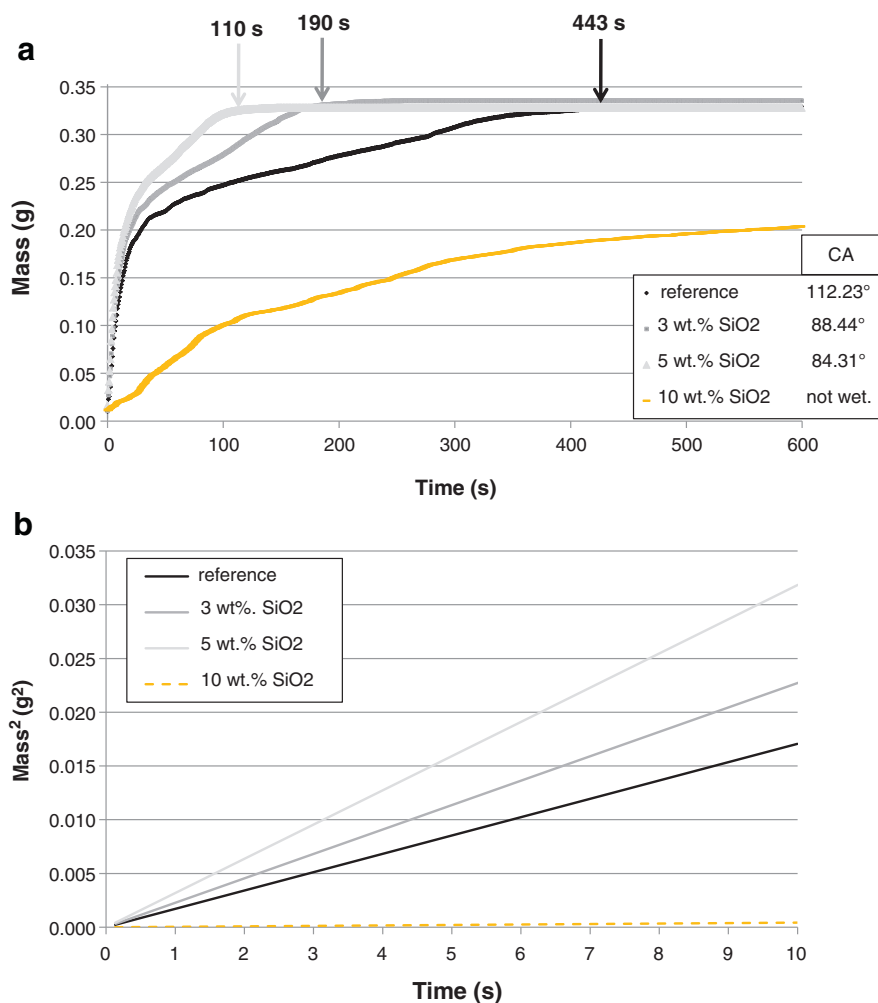 110 s 190 s 443 s
a
0.35
0.30
0.25
0.20
0.15
0.10
0.05
0.00
Mass (g)
0 100 200 300 400 500 600
Time (s)
CA
reference 112.23°
3 wt.% SiO2 88.44°
5 wt.% SiO2 84.31°
10 wt.% SiO2 not wet.
b
0.035
0.030
0.025
0.020
0.015
0.010
0.005
0.000
Mass² (g²)
reference
3 wt%. SiO2
5 wt.% SiO2
10 wt.% SiO2
0 1 2 3 4 5 6 7 8 9 10
Time (s)